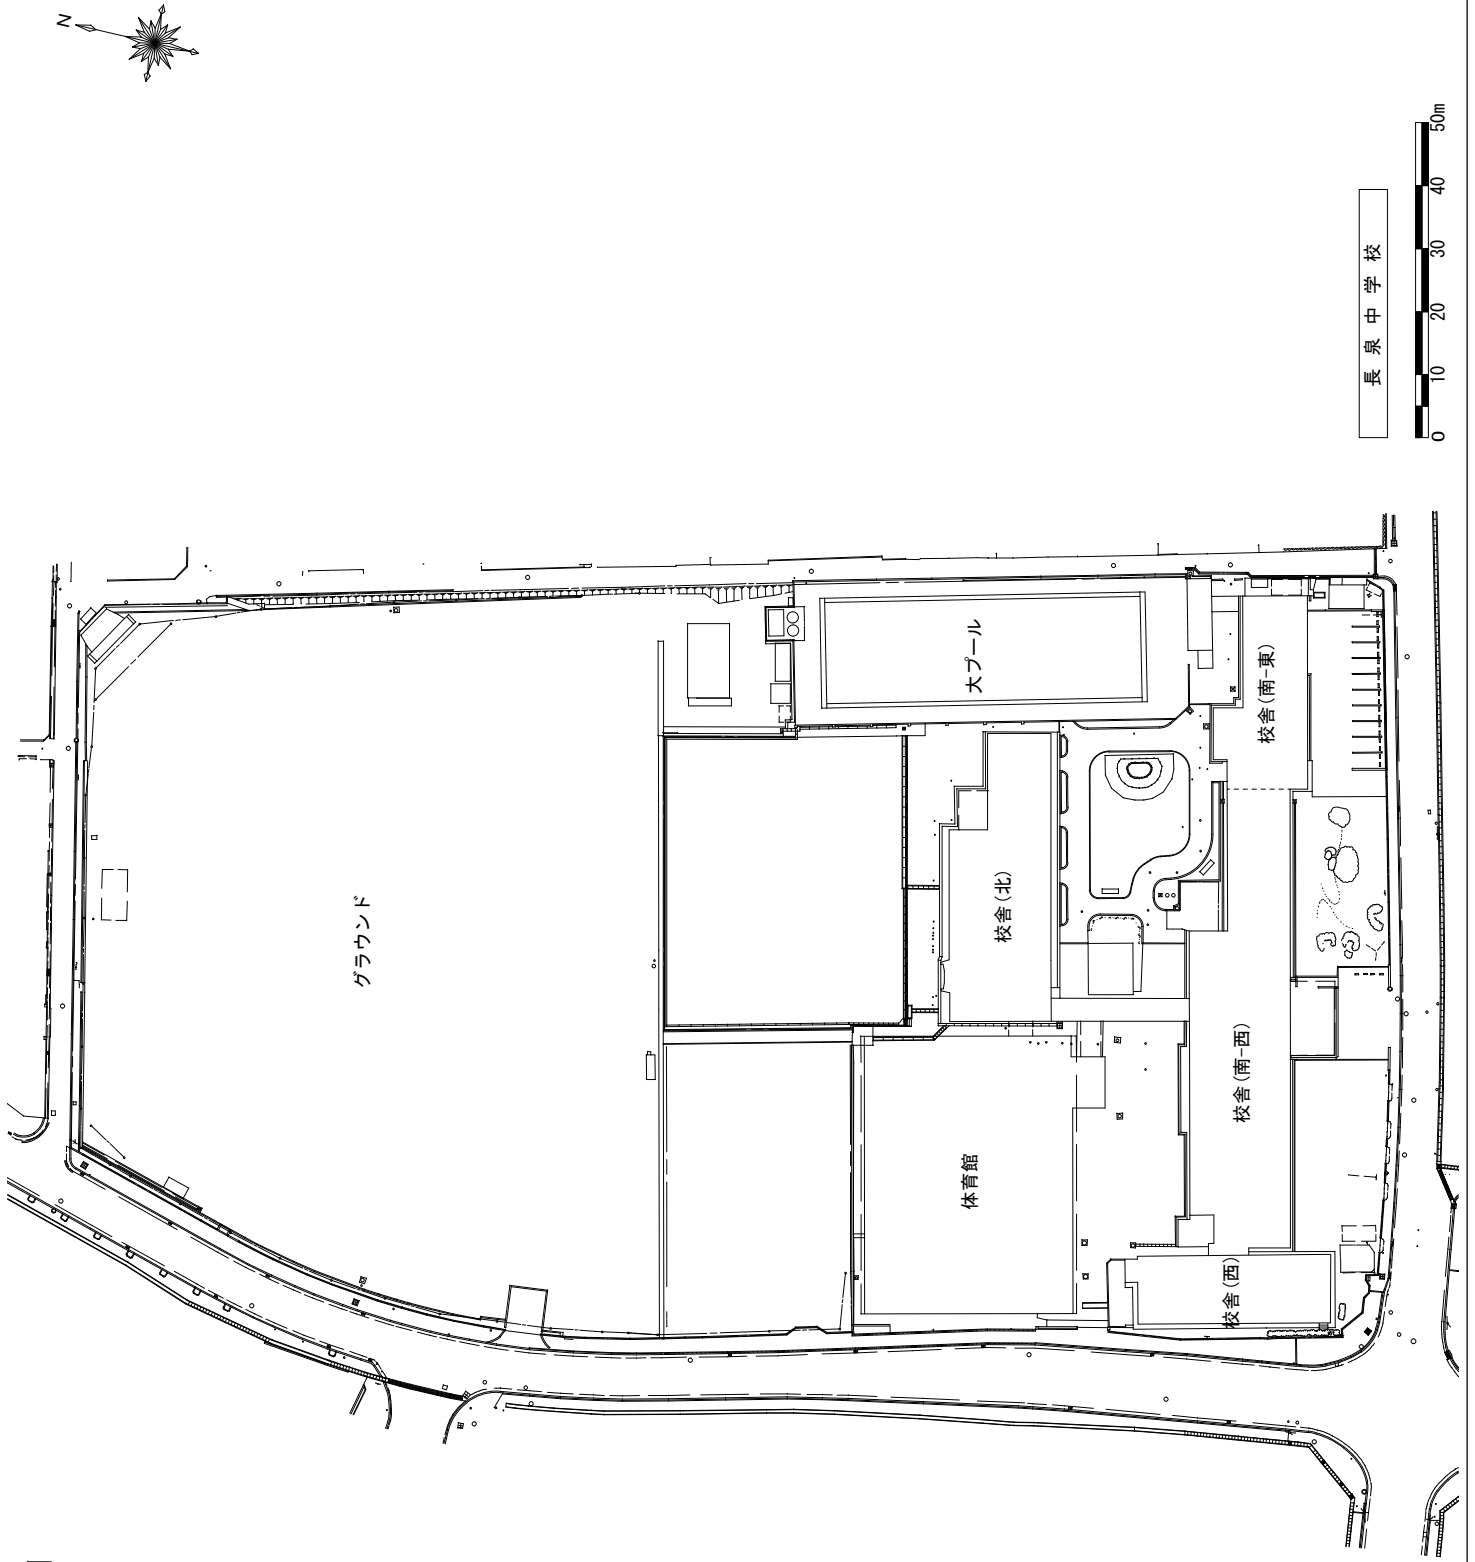 N
グラウンド
大プール
校舎(北)
校舎(南-東)
校舎(南-西)
体育館
校舎(西)
長泉中学校
0 10 20 30 40 50m